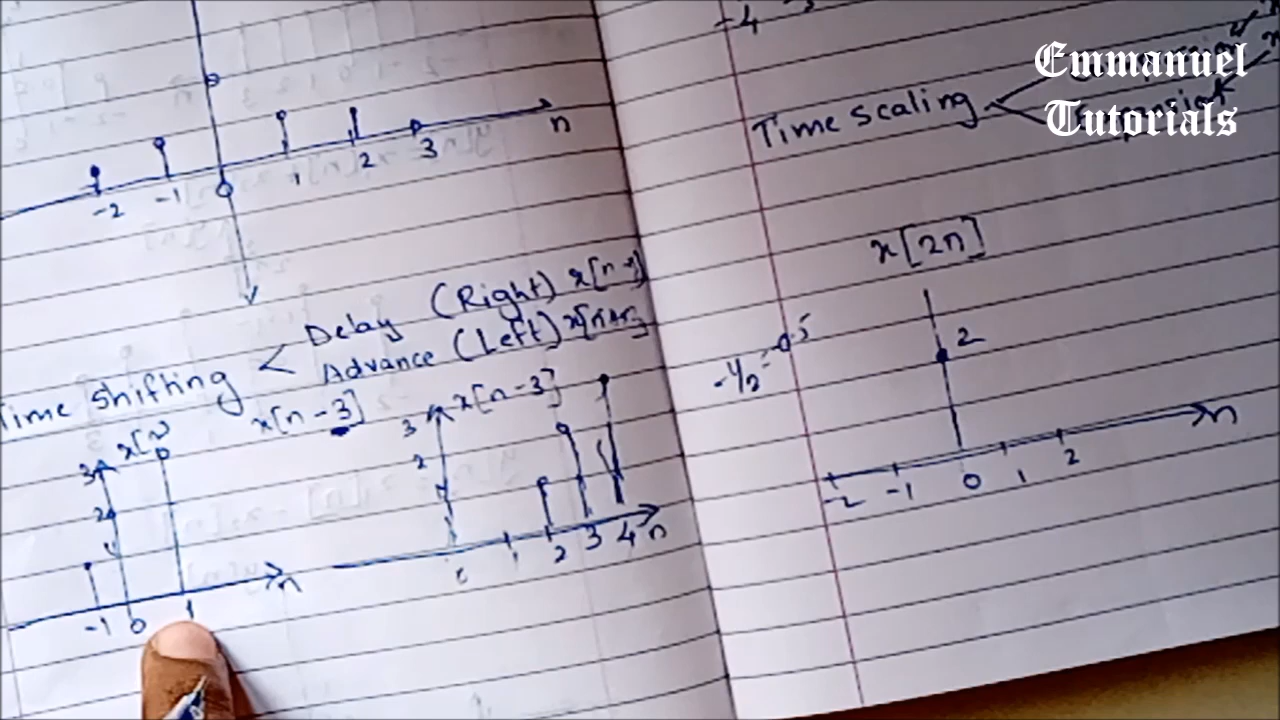 -2 -1 0 1 2 3 n
Time shifting < Delay (Right)
Advance (Left)
x[n-3]
3
2
-1 0 1 n
x[n-3]
3
2
1 2 3 4 n
-4
Time scaling
Emmanuel
Tutorials
x[2n]
2
-1/2 = -0.5
-2 -1 0 1 2 n